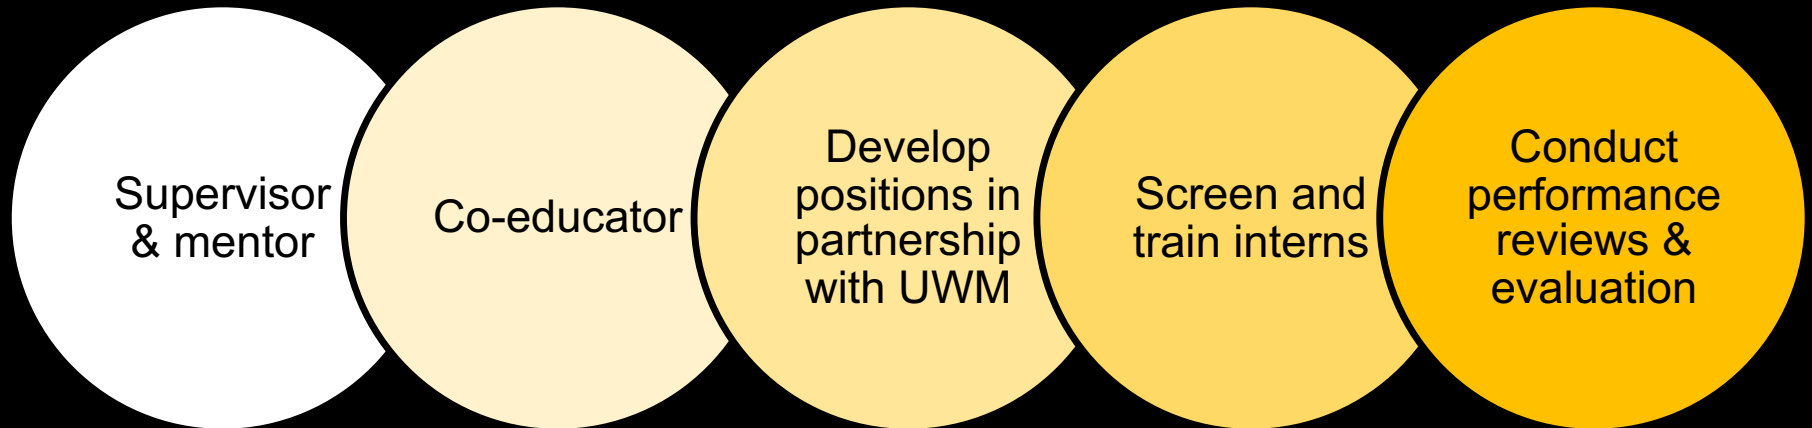 Supervisor
& mentor
Co-educator
Develop
positions in
partnership
with UWM
Screen and
train interns
Conduct
performance
reviews &
evaluation